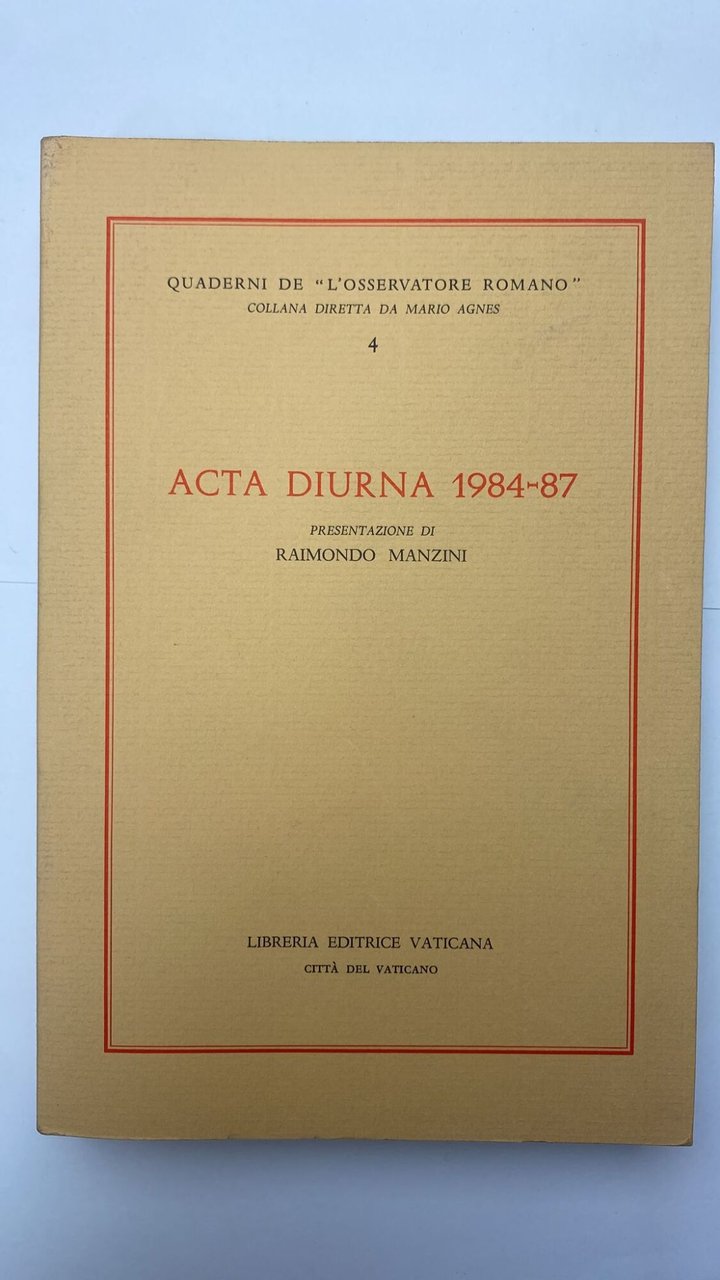 QUADERNI DE “L’OSSERVATORE ROMANO”
COLLANA DIRETTA DA MARIO AGNES
4
ACTA DIURNA 1984-87
PRESENTAZIONE DI
RAIMONDO MANZINI
LIBRERIA EDITRICE VATICANA
CITTÀ DEL VATICANO